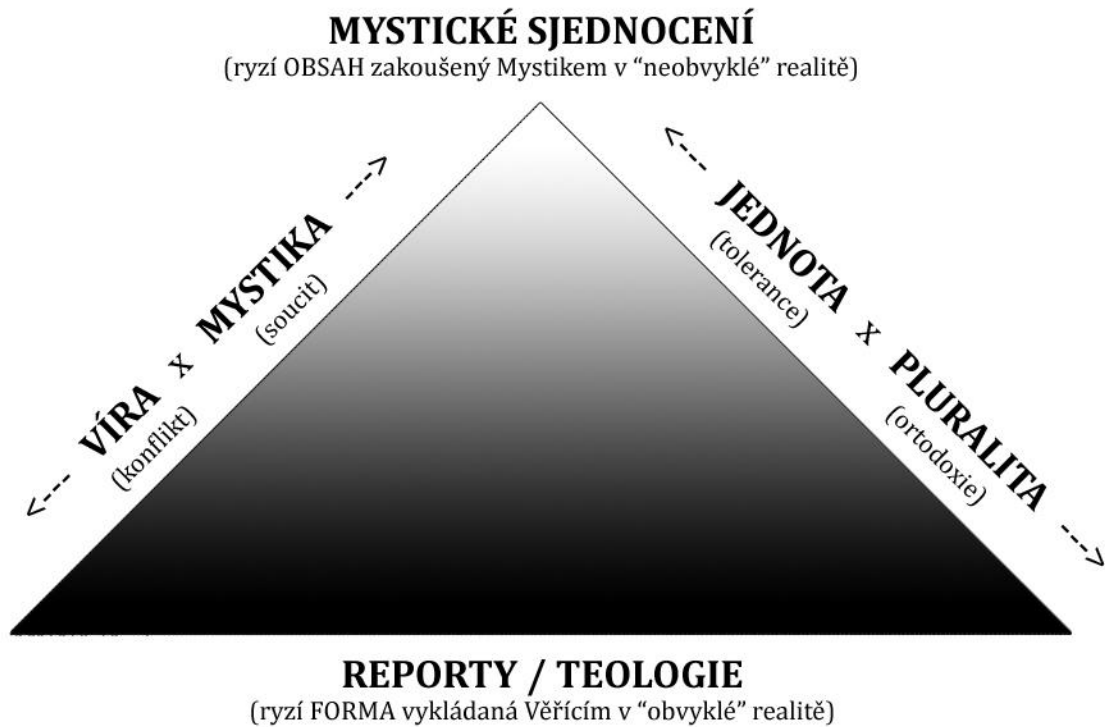 MYSTICKÉ SJEDNOCENÍ
(ryzí OBSAH zakoušený Mystikem v “neobvyklé” realitě)
<--- VÍRA x MYSTIKA --->
(konflikt) (soucit)
<--- JEDNOTA x PLURALITA --->
(tolerance) (ortodoxie)
REPORTY / TEOLOGIE
(ryzí FORMA vykládaná Věřícím v “obvyklé” realitě)